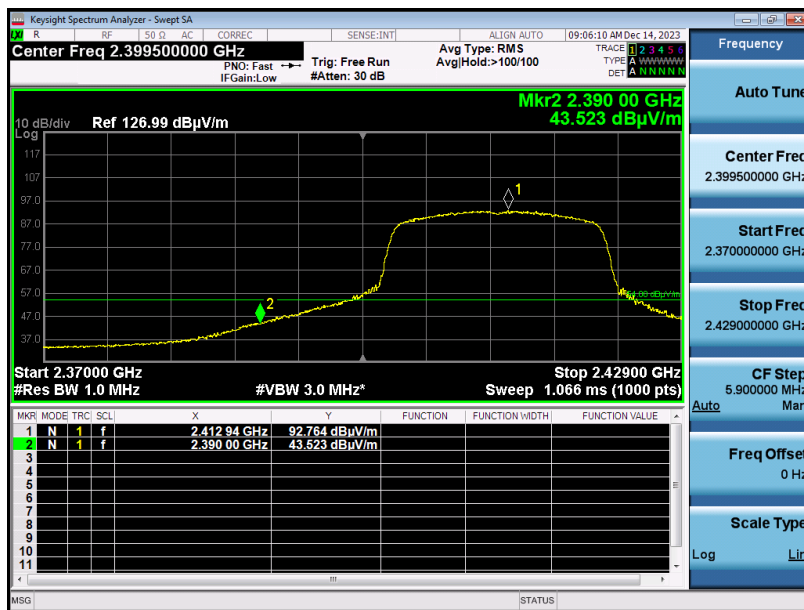 Keysight Spectrum Analyzer - Swept SA
LXI R RF 50 Ω AC CORREC SENSE:INT ALIGN AUTO 09:06:10 AM Dec 14, 2023
Center Freq 2.399500000 GHz
PNO: Fast
IFGain:Low
Trig: Free Run
#Atten: 30 dB
Avg Type: RMS
Avg|Hold:>100/100
TRACE 1 2 3 4 5 6
TYPE A WWWWW
DET A N N N N N
Mkr2 2.390 00 GHz
43.523 dBµV/m
10 dB/div Ref 126.99 dBµV/m
Log
117
107
97.0
87.0
77.0
67.0
57.0
47.0
37.0
1
2
54.00 dBµV/m
Start 2.37000 GHz Stop 2.42900 GHz
#Res BW 1.0 MHz #VBW 3.0 MHz* Sweep 1.066 ms (1000 pts)
MKR MODE TRC SCL X Y FUNCTION FUNCTION WIDTH FUNCTION VALUE
1 N 1 f 2.412 94 GHz 92.764 dBµV/m
2 N 1 f 2.390 00 GHz 43.523 dBµV/m
3
4
5
6
7
8
9
10
11
MSG STATUS
Frequency
Auto Tune
Center Freq
2.399500000 GHz
Start Freq
2.370000000 GHz
Stop Freq
2.429000000 GHz
CF Step
5.900000 MHz
Auto Man
Freq Offset
0 Hz
Scale Type
Log Lin